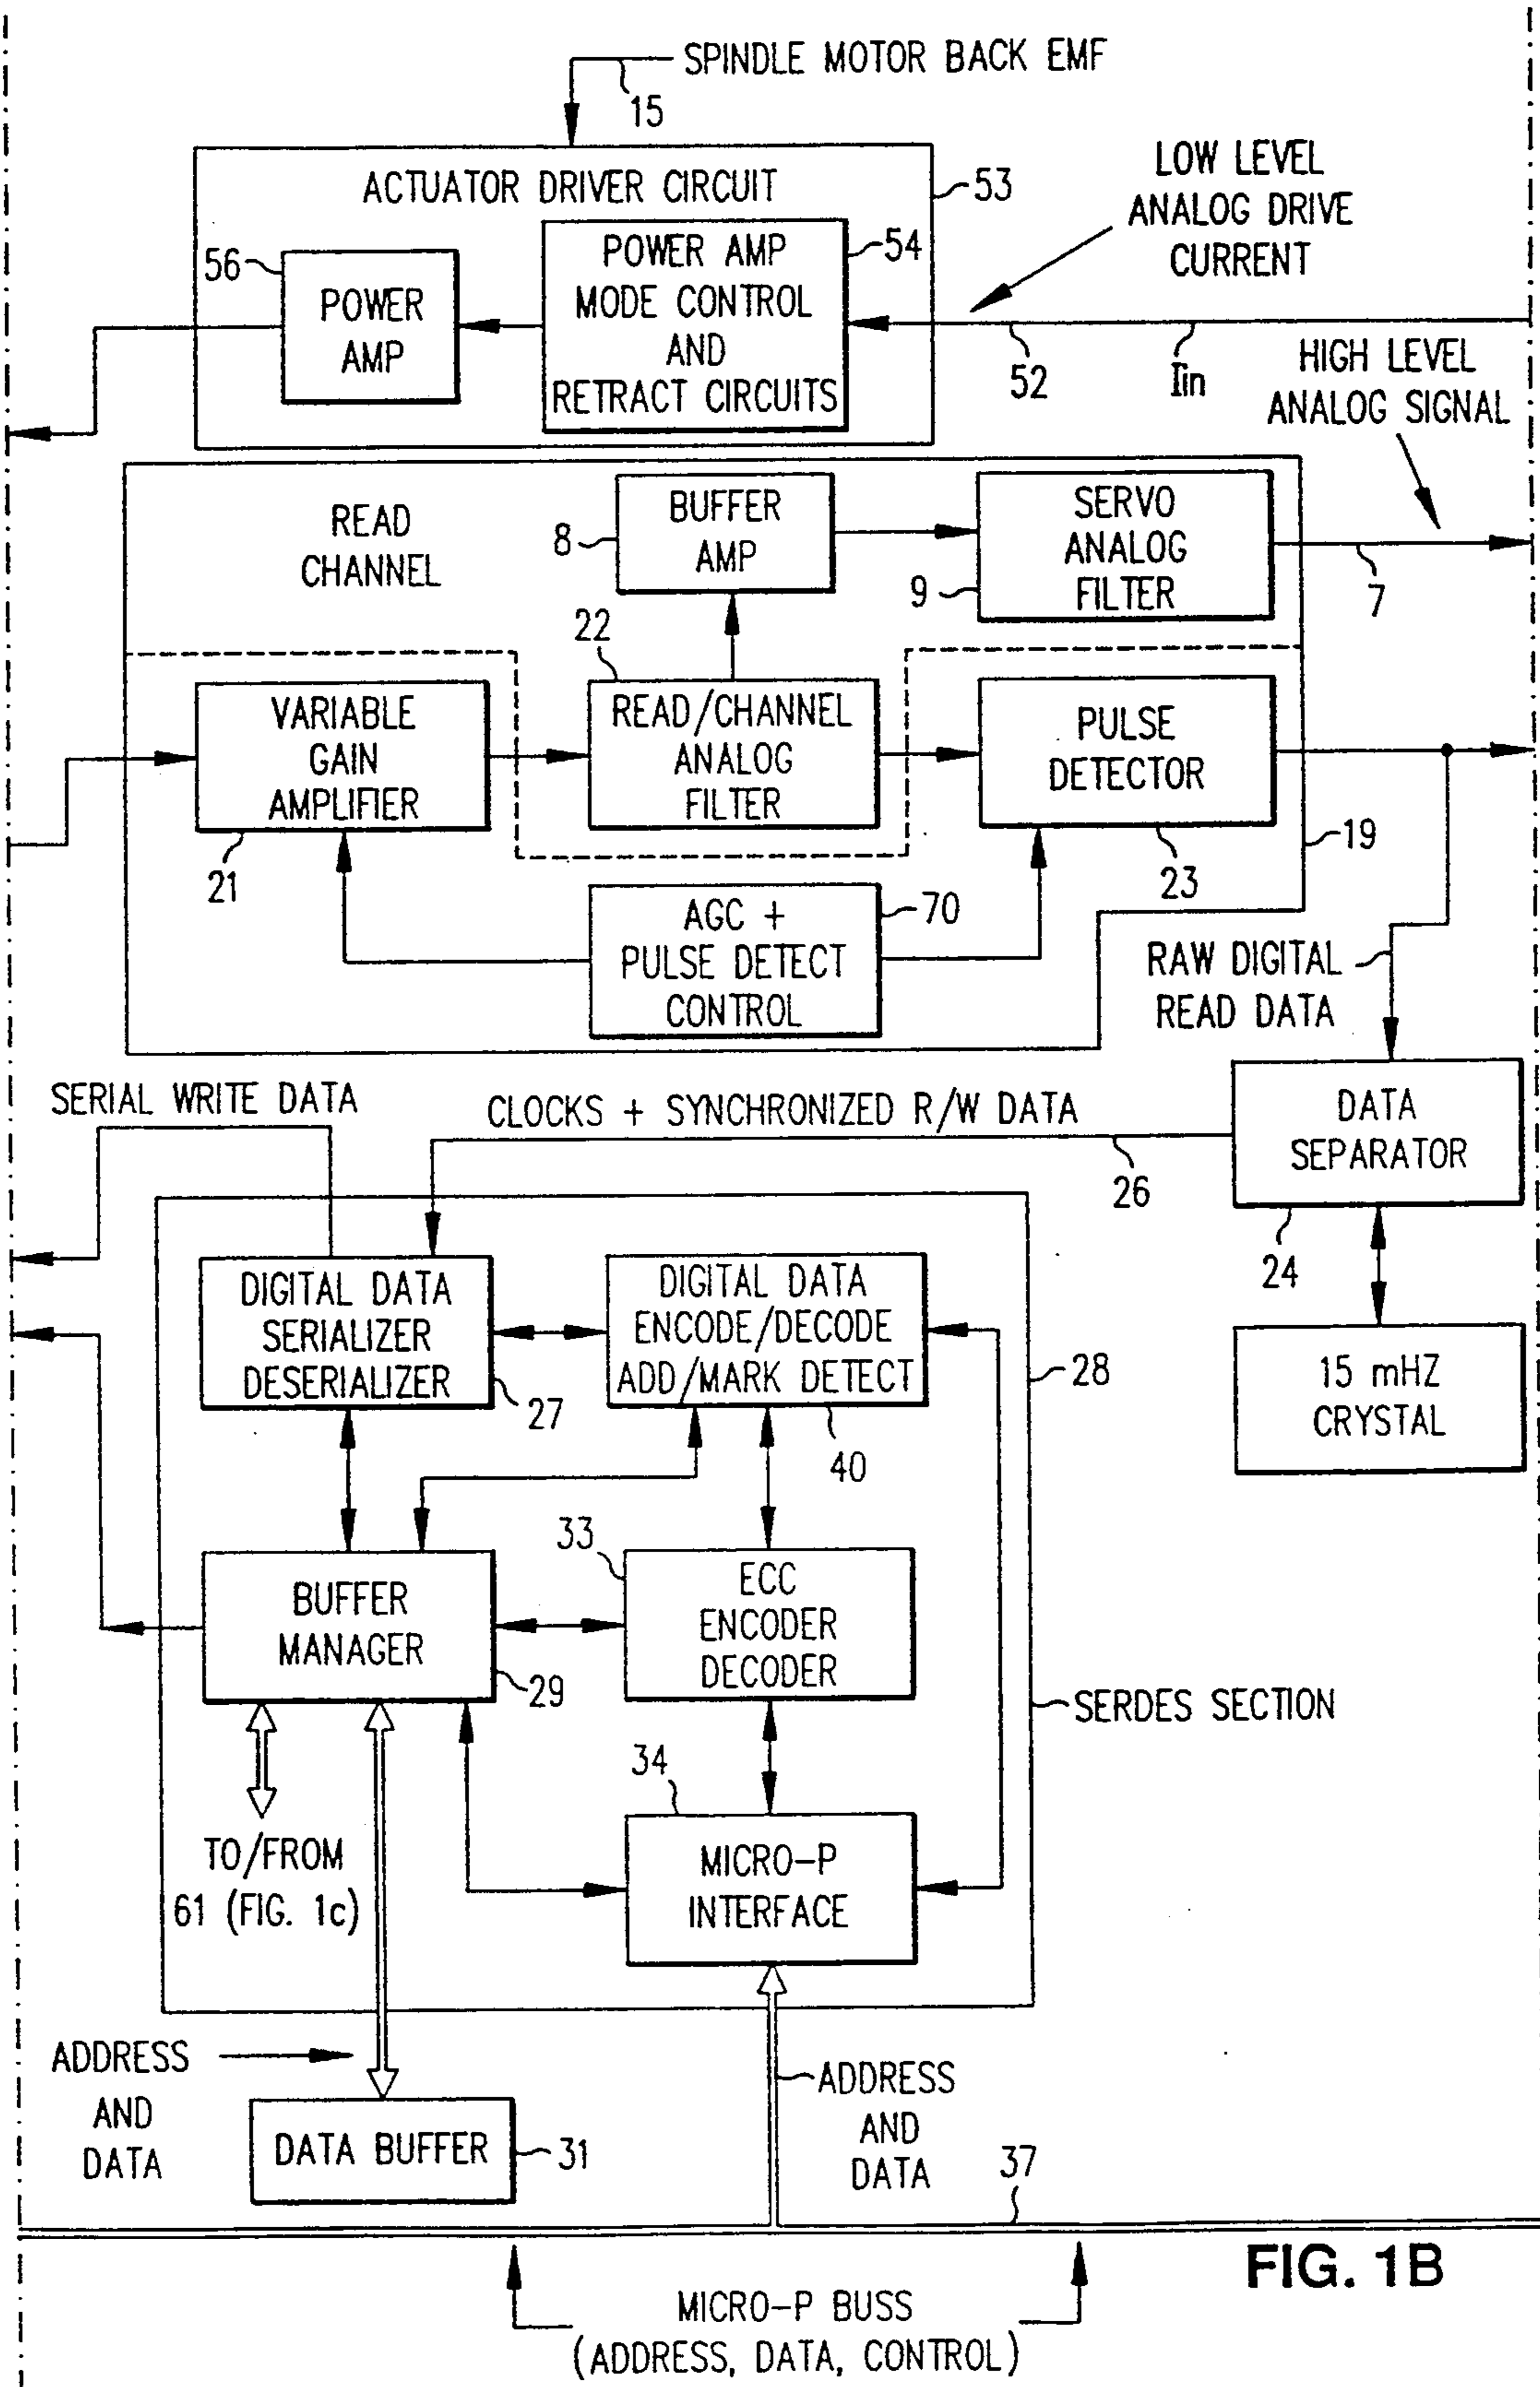 SPINDLE MOTOR BACK EMF
15
ACTUATOR DRIVER CIRCUIT
53
LOW LEVEL
ANALOG DRIVE
CURRENT
56
POWER
AMP
POWER AMP
MODE CONTROL
AND
RETRACT CIRCUITS
54
52
Iin
HIGH LEVEL
ANALOG SIGNAL
READ
CHANNEL
8
BUFFER
AMP
SERVO
ANALOG
FILTER
9
7
22
VARIABLE
GAIN
AMPLIFIER
21
READ/CHANNEL
ANALOG
FILTER
PULSE
DETECTOR
23
19
AGC +
PULSE DETECT
CONTROL
70
RAW DIGITAL
READ DATA
SERIAL WRITE DATA
CLOCKS + SYNCHRONIZED R/W DATA
26
DATA
SEPARATOR
24
15 mHZ
CRYSTAL
DIGITAL DATA
SERIALIZER
DESERIALIZER
27
DIGITAL DATA
ENCODE/DECODE
ADD/MARK DETECT
40
28
33
BUFFER
MANAGER
29
ECC
ENCODER
DECODER
SERDES SECTION
34
TO/FROM
61 (FIG. 1c)
MICRO-P
INTERFACE
ADDRESS
AND
DATA
DATA BUFFER
31
ADDRESS
AND
DATA
37
FIG. 1B
MICRO-P BUSS
(ADDRESS, DATA, CONTROL)